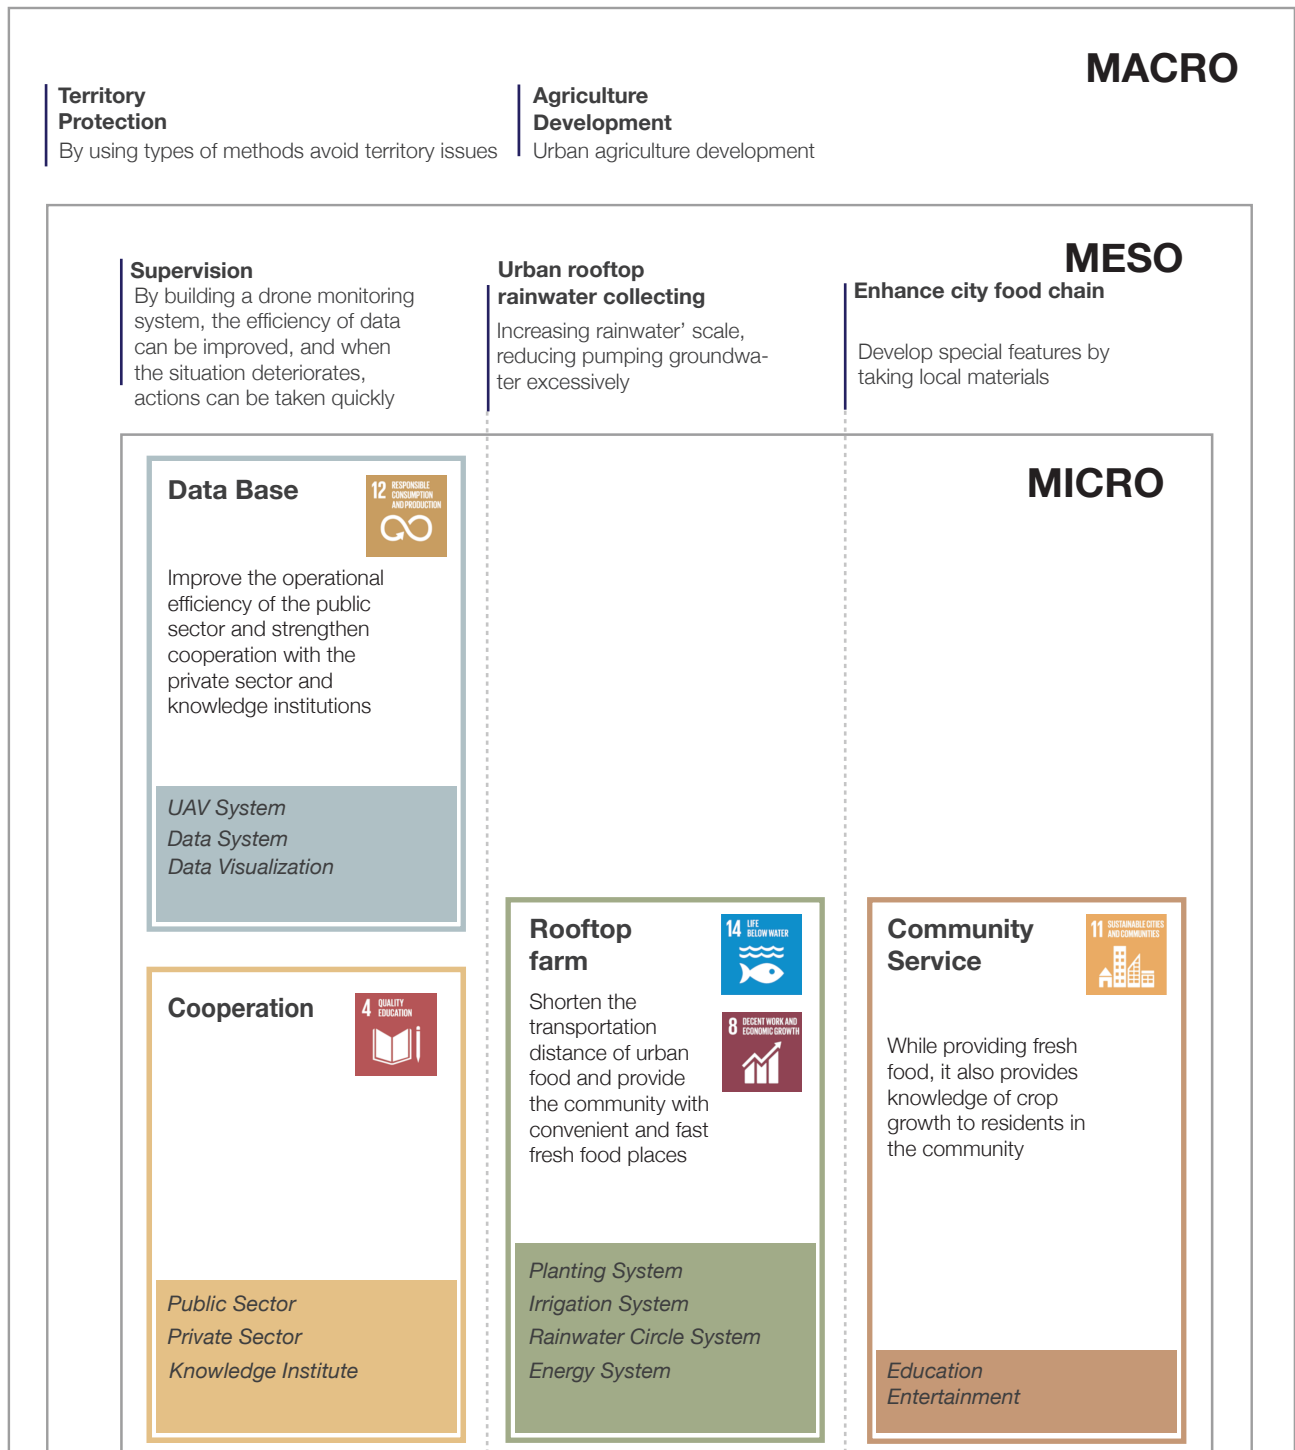 MACRO
Territory
Protection
By using types of methods avoid territory issues
Agriculture
Development
Urban agriculture development
MESO
Supervision
By building a drone monitoring
system, the efficiency of data
can be improved, and when
the situation deteriorates,
actions can be taken quickly
Urban rooftop
rainwater collecting
Increasing rainwater’ scale,
reducing pumping groundwa-
ter excessively
Enhance city food chain
Develop special features by
taking local materials
MICRO
Data Base
12 RESPONSIBLE
CONSUMPTION
AND PRODUCTION
Improve the operational
efficiency of the public
sector and strengthen
cooperation with the
private sector and
knowledge institutions
UAV System
Data System
Data Visualization
Cooperation
4 QUALITY
EDUCATION
Public Sector
Private Sector
Knowledge Institute
Rooftop
farm
14 LIFE
BELOW WATER
8 DECENT WORK AND
ECONOMIC GROWTH
Shorten the
transportation
distance of urban
food and provide
the community with
convenient and fast
fresh food places
Planting System
Irrigation System
Rainwater Circle System
Energy System
Community
Service
11 SUSTAINABLE CITIES
AND COMMUNITIES
While providing fresh
food, it also provides
knowledge of crop
growth to residents in
the community
Education
Entertainment